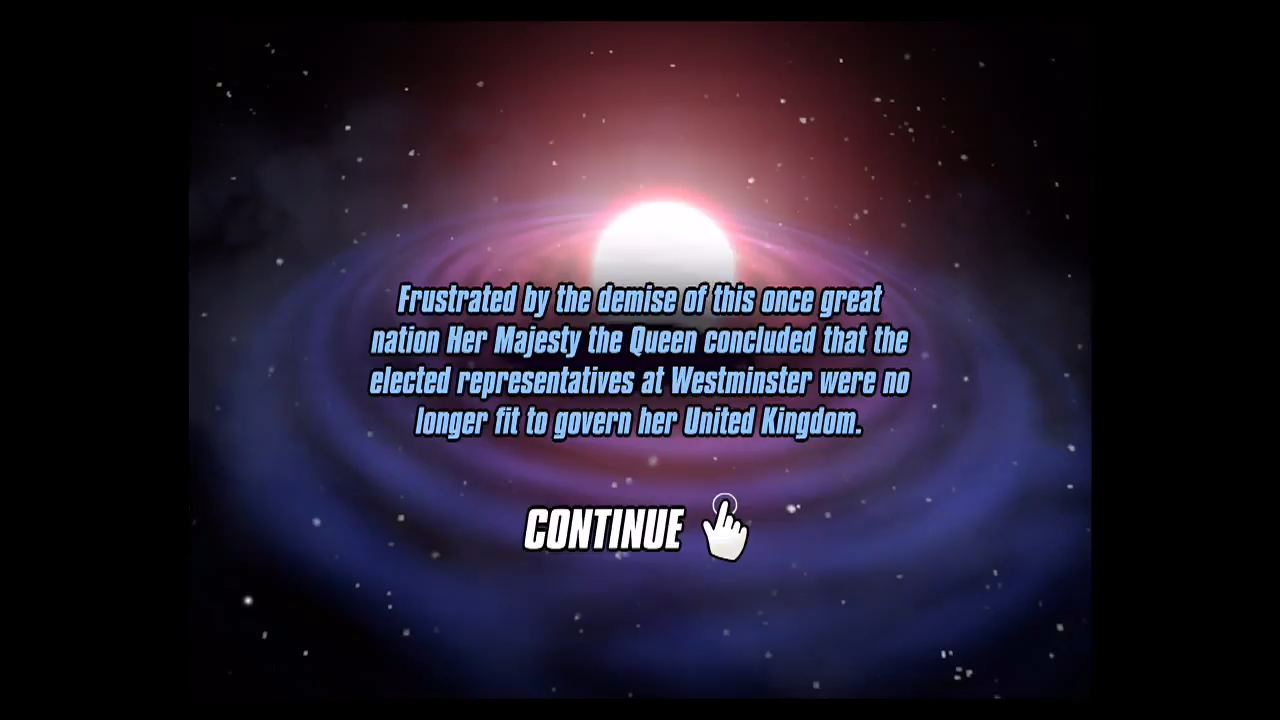 Frustrated by the demise of this once great
nation Her Majesty the Queen concluded that the
elected representatives at Westminster were no
longer fit to govern her United Kingdom.
CONTINUE